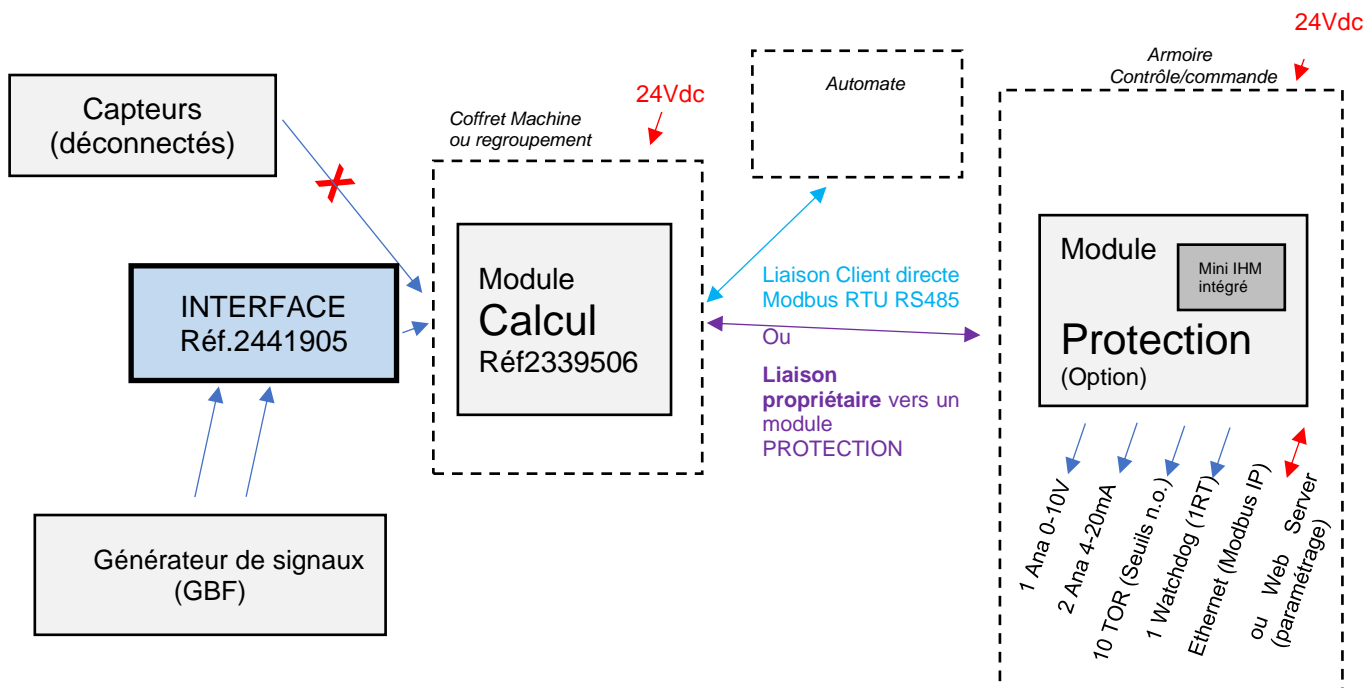 24Vdc
Armoire
Contrôle/commande
Capteurs
(déconnectés)
24Vdc
Coffret Machine
ou regroupement
Automate
X
INTERFACE
Réf.2441905
Module
Calcul
Réf2339506
Liaison Client directe
Modbus RTU RS485
Ou
Liaison
propriétaire vers un
module
PROTECTION
Module
Mini IHM
intégré
Protection
(Option)
Générateur de signaux
(GBF)
1 Ana 0-10V
2 Ana 4-20mA
10 TOR (Seuils n.o.)
1 Watchdog (1RT)
Ethernet (Modbus IP)
ou Web Server
(paramétrage)